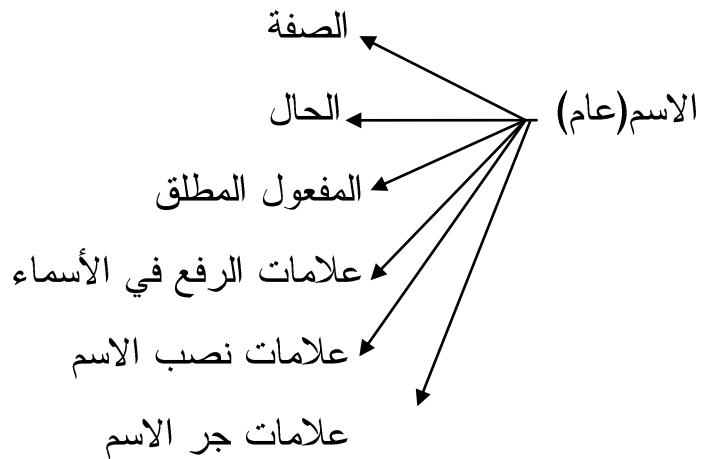 الصفة
الاسم(عام)
الحال
المفعول المطلق
علامات الرفع في الأسماء
علامات نصب الاسم
علامات جر الاسم